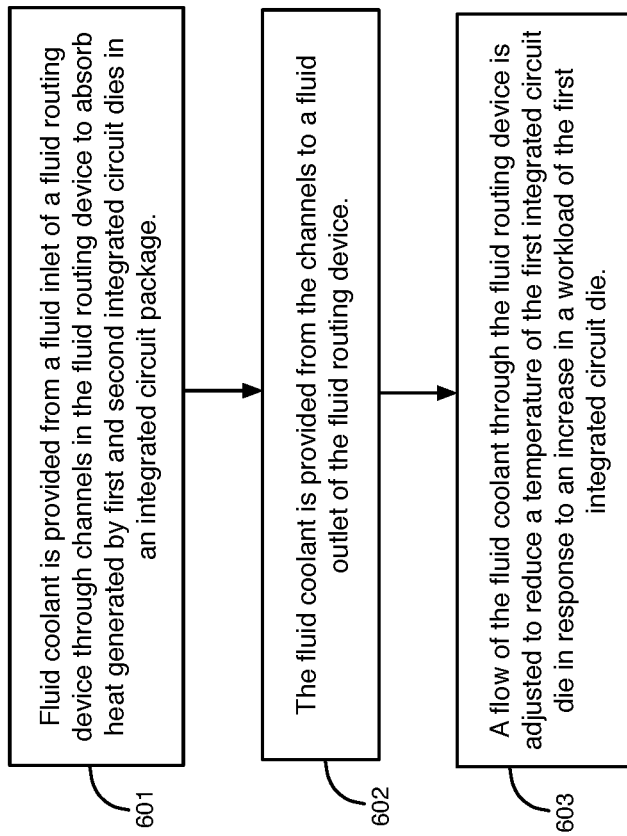 Fluid coolant is provided from a fluid inlet of a fluid routing
device through channels in the fluid routing device to absorb
heat generated by first and second integrated circuit dies in
an integrated circuit package.
601
The fluid coolant is provided from the channels to a fluid
outlet of the fluid routing device.
602
A flow of the fluid coolant through the fluid routing device is
adjusted to reduce a temperature of the first integrated circuit
die in response to an increase in a workload of the first
integrated circuit die.
603